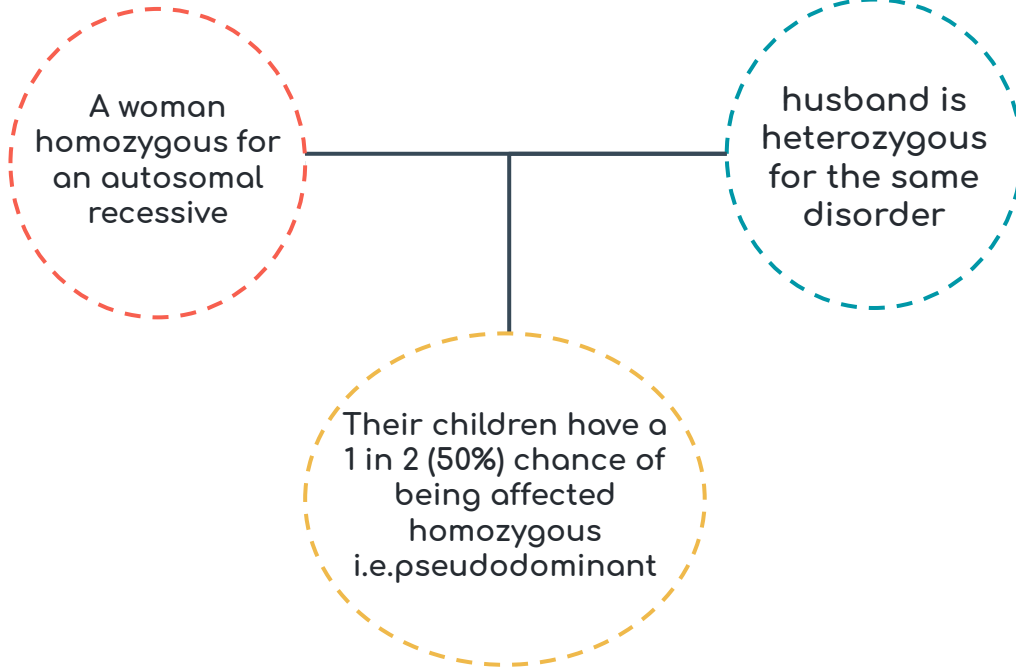 A woman
homozygous for
an autosomal
recessive
husband is
heterozygous
for the same
disorder
Their children have a
1 in 2 (50%) chance of
being affected
homozygous
i.e.pseudodominant